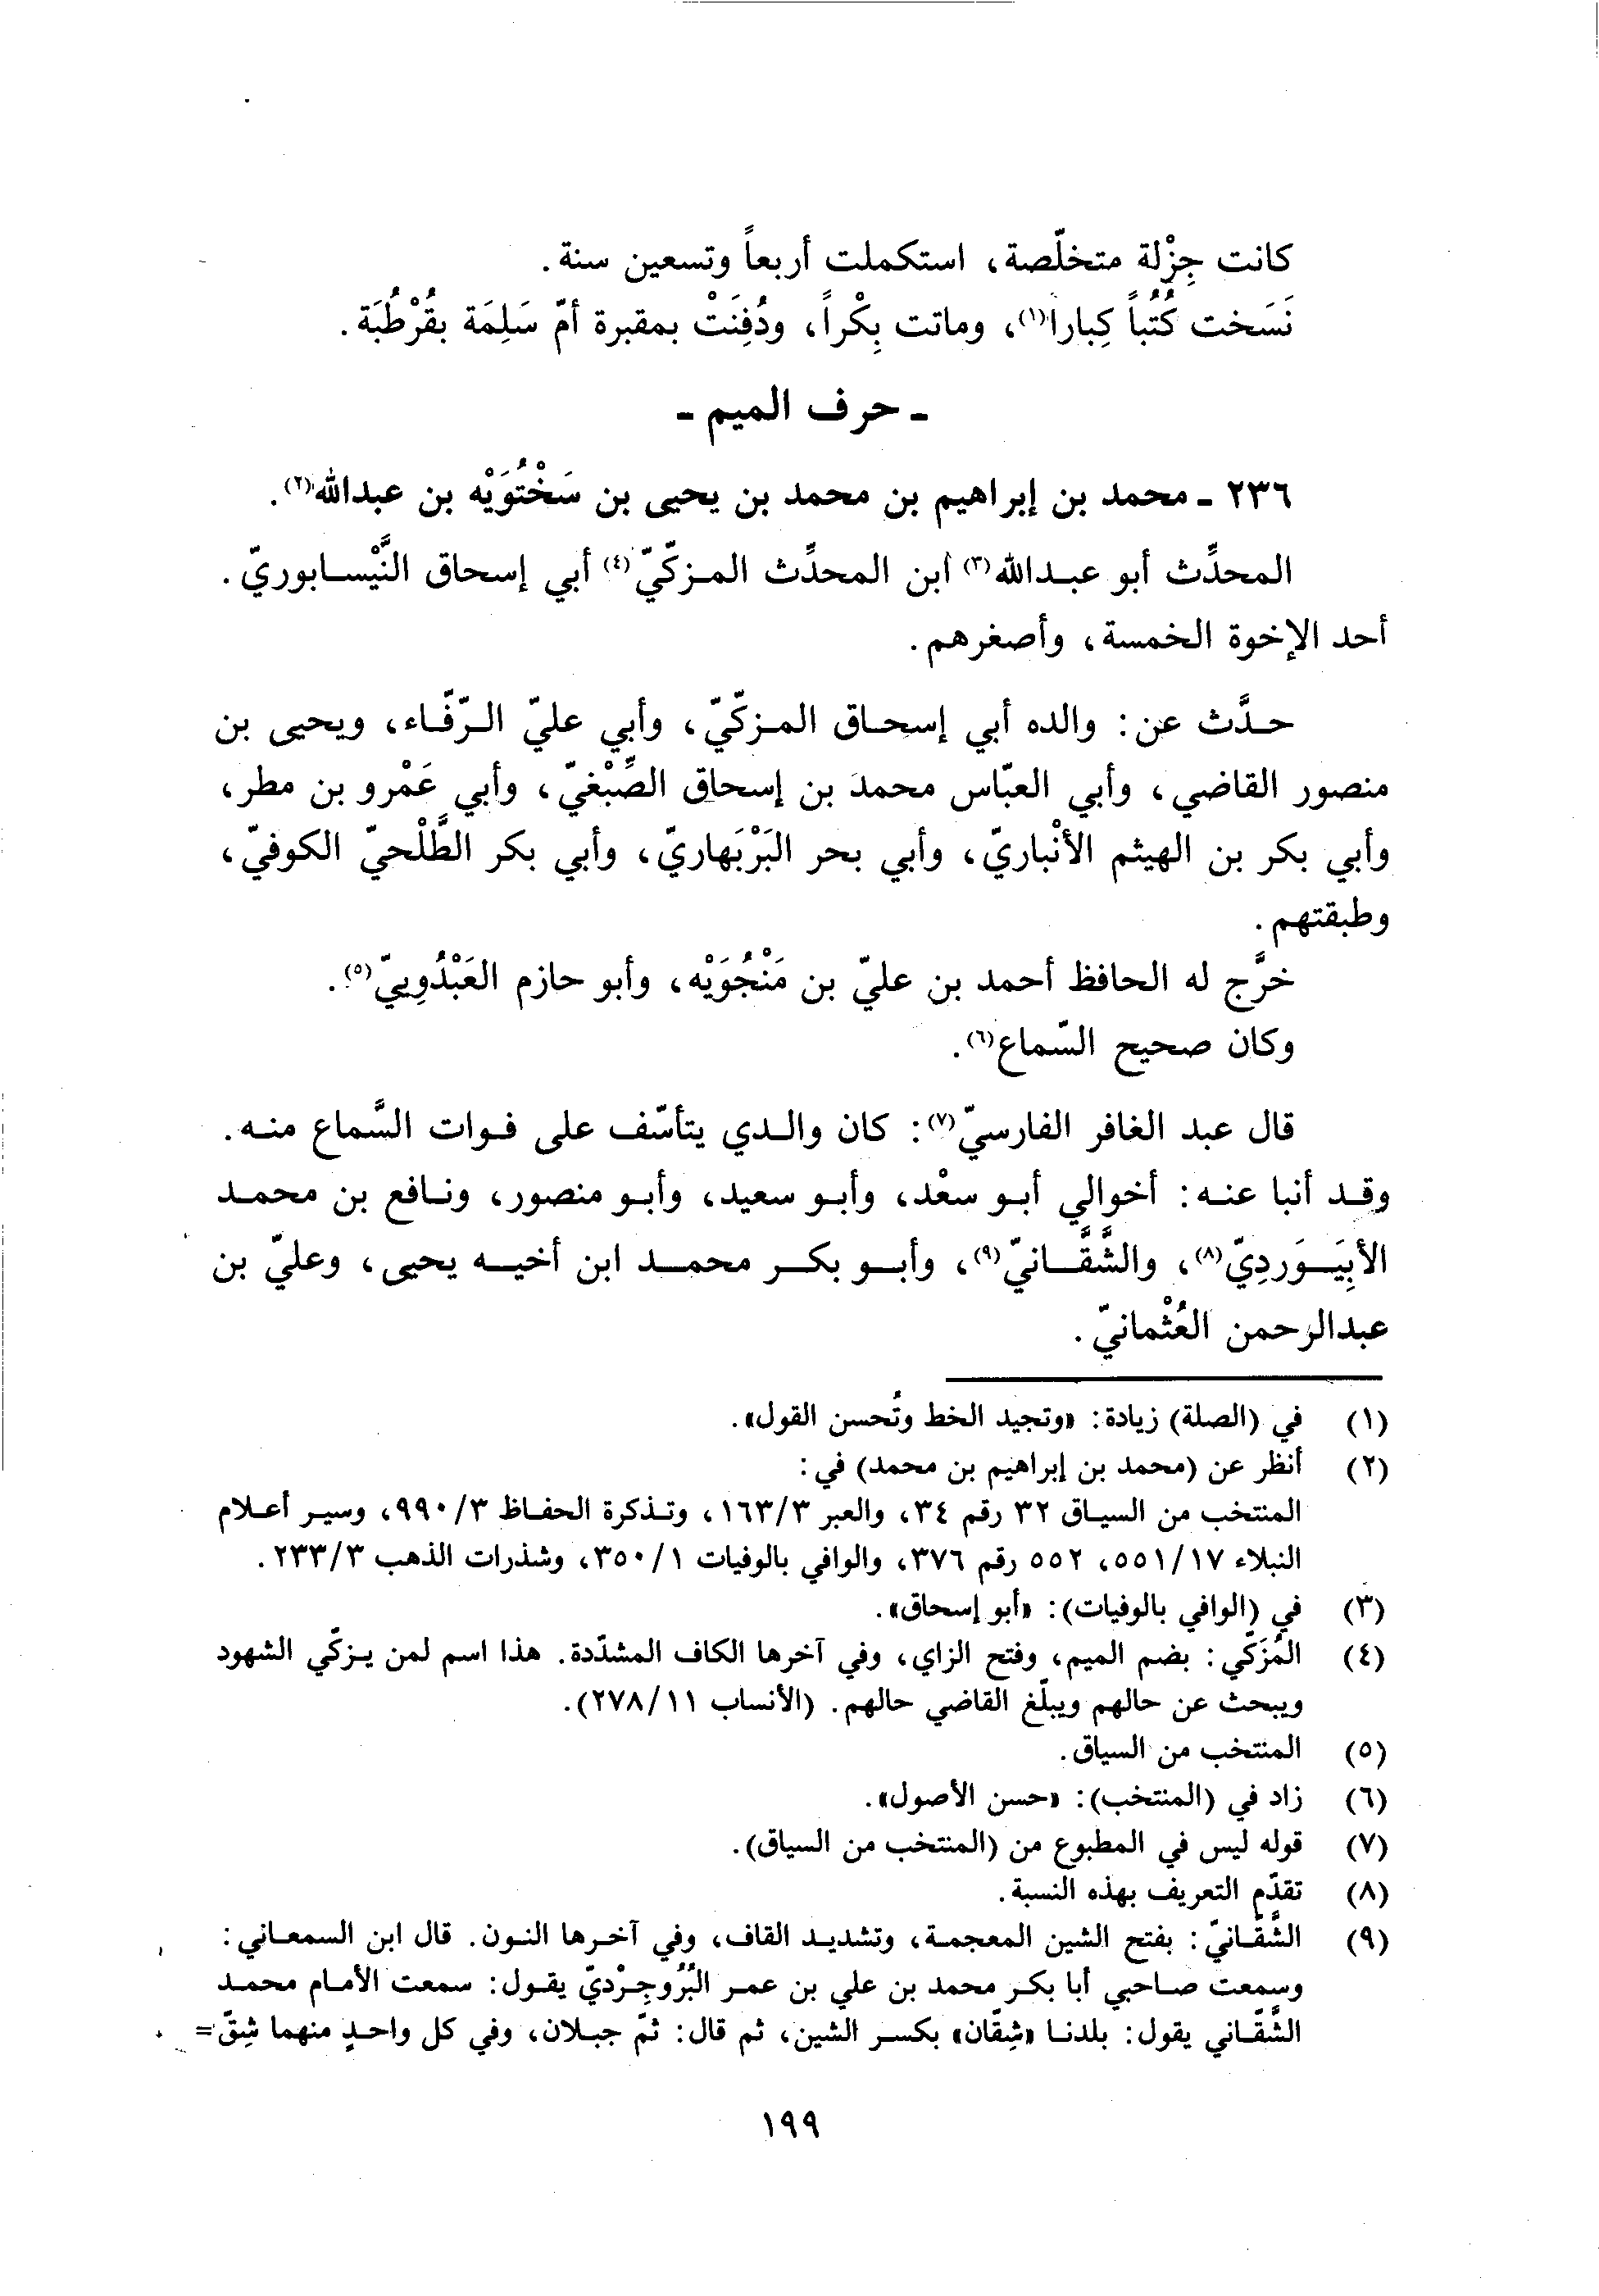 كانت جِزْلة متخلّصة، استكملت أربعاً وتسعين سنة.
نَسَخت كُتُباً كِباراً(١)، وماتت بِكْراً، ودُفِنَتْ بمقبرة أمّ سَلِمَة بقُرْطُبَة.
ـ حرف الميم ـ
٢٣٦ ـ محمد بن إبراهيم بن محمد بن يحيى بن سَخْتُوَيْه بن عبدالله(٢).
المحدِّث أبو عبدالله(٣) ابن المحدِّث المزكّيّ(٤) أبي إسحاق النَّيْسابوريّ.
أحد الإخوة الخمسة، وأصغرهم.
حدَّث عن: والده أبي إسحاق المزكّيّ، وأبي عليّ الرّفّاء، ويحيى بن
منصور القاضي، وأبي العبّاس محمد بن إسحاق الصِّبْغيّ، وأبي عَمْرو بن مطر،
وأبي بكر بن الهيثم الأنْباريّ، وأبي بحر البَرْبَهاريّ، وأبي بكر الطَّلْحيّ الكوفيّ،
وطبقتهم.
خرَّج له الحافظ أحمد بن عليّ بن مَنْجُوَيْه، وأبو حازم العَبْدُوِييّ(٥).
وكان صحيح السّماع(٦).
قال عبد الغافر الفارسيّ(٧): كان والدي يتأسّف على فوات السَّماع منه.
وقد أنبا عنه: أخوالي أبو سعْد، وأبو سعيد، وأبو منصور، ونافع بن محمد
الأبِيَوَردِيّ(٨)، والشَّقَّانيّ(٩)، وأبو بكر محمد ابن أخيه يحيى، وعليّ بن
عبدالرحمن العُثْمانيّ.
(١) في (الصلة) زيادة: «وتجيد الخط وتُحسن القول».
(٢) أنظر عن (محمد بن إبراهيم بن محمد) في:
المنتخب من السياق ٣٢ رقم ٣٤، والعبر ١٦٣/٣، وتذكرة الحفاظ ٩٩٠/٣، وسير أعلام
النبلاء ٥٥١/١٧، ٥٥٢ رقم ٣٧٦، والوافي بالوفيات ٣٥٠/١، وشذرات الذهب ٢٣٣/٣.
(٣) في (الوافي بالوفيات): «أبو إسحاق».
(٤) المُزَكّي: بضم الميم، وفتح الزاي، وفي آخرها الكاف المشدّدة. هذا اسم لمن يزكّي الشهود
ويبحث عن حالهم ويبلّغ القاضي حالهم. (الأنساب ٢٧٨/١١).
(٥) المنتخب من السياق.
(٦) زاد في (المنتخب): «حسن الأصول».
(٧) قوله ليس في المطبوع من (المنتخب من السياق).
(٨) تقدّم التعريف بهذه النسبة.
(٩) الشَّقّانيّ: بفتح الشين المعجمة، وتشديد القاف، وفي آخرها النون. قال ابن السمعاني:
وسمعت صاحبي أبا بكر محمد بن علي بن عمر البُرُوجِرْديّ يقول: سمعت الأمام محمد
الشَّقّاني يقول: بلدنا «شِقّان» بكسر الشين، ثم قال: ثمّ جبلان، وفي كل واحدٍ منهما شِقّ =
١٩٩